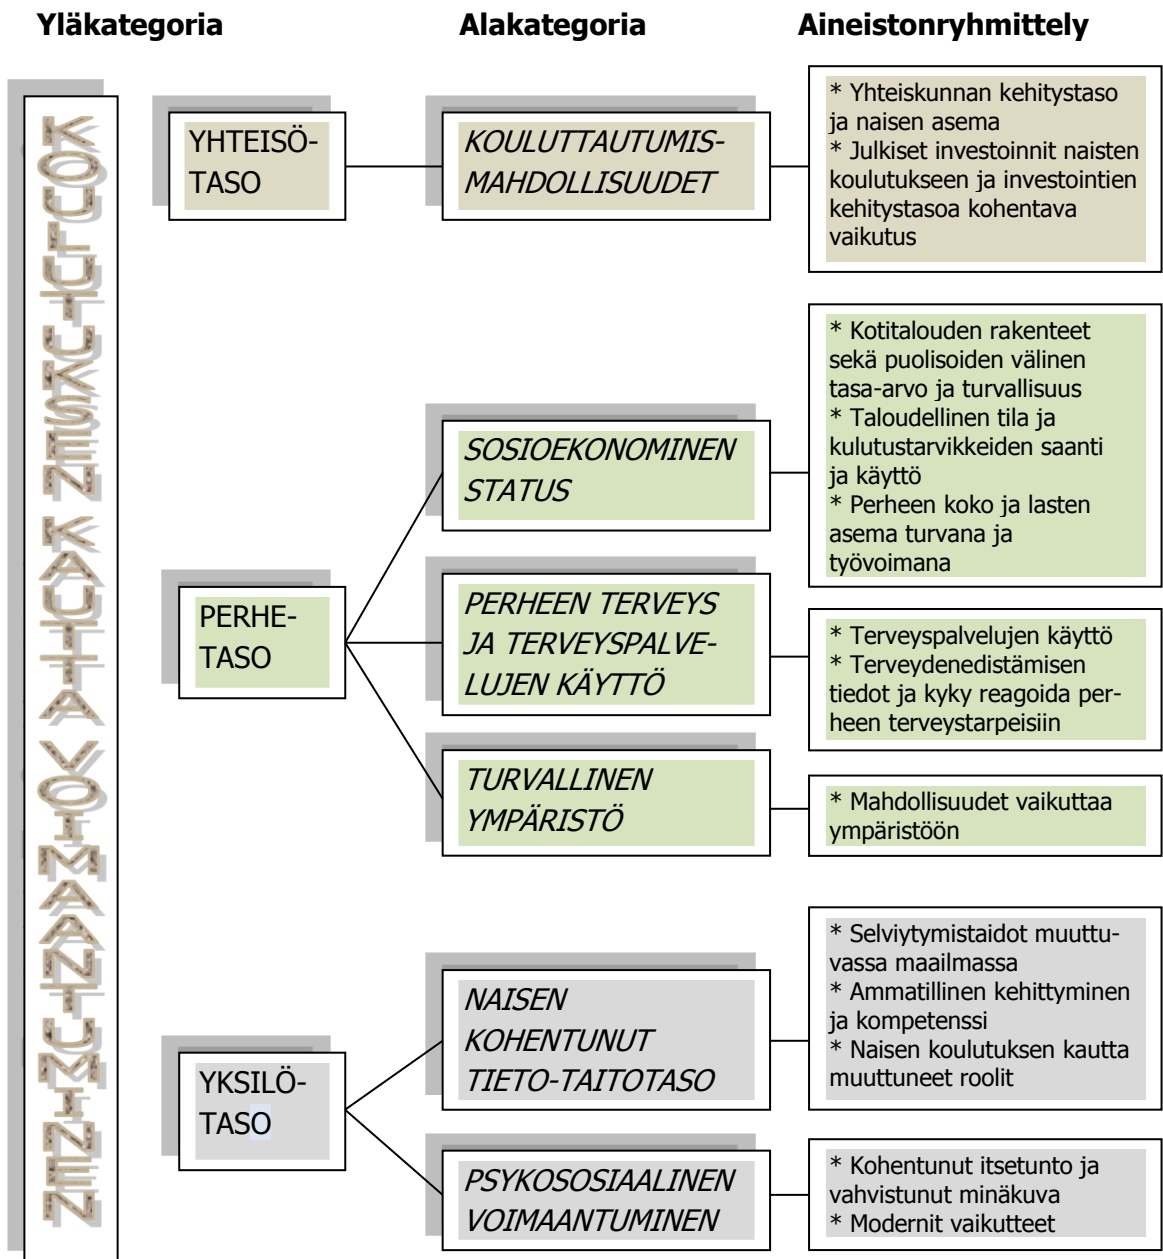 Yläkategoria
Alakategoria
Aineistonryhmittely
KOULUTUKSEN KAUTTA VOIMAANTUMINEN
YHTEISÖ-
TASO
KOULUTTAUTUMIS-
MAHDOLLISUUDET
* Yhteiskunnan kehitystaso
ja naisen asema
* Julkiset investoinnit naisten
koulutukseen ja investointien
kehitystasoa kohentava
vaikutus
PERHE-
TASO
SOSIOEKONOMINEN
STATUS
* Kotitalouden rakenteet
sekä puolisoiden välinen
tasa-arvo ja turvallisuus
* Taloudellinen tila ja
kulutustarvikkeiden saanti
ja käyttö
* Perheen koko ja lasten
asema turvana ja
työvoimana
PERHEEN TERVEYS
JA TERVEYSPALVE-
LUJEN KÄYTTÖ
* Terveyspalvelujen käyttö
* Terveydenedistämisen
tiedot ja kyky reagoida per-
heen terveystarpeisiin
TURVALLINEN
YMPÄRISTÖ
* Mahdollisuudet vaikuttaa
ympäristöön
YKSILÖ-
TASO
NAISEN
KOHENTUNUT
TIETO-TAITOTASO
* Selviytymistaidot muuttu-
vassa maailmassa
* Ammatillinen kehittyminen
ja kompetenssi
* Naisen koulutuksen kautta
muuttuneet roolit
PSYKOSOSIAALINEN
VOIMAANTUMINEN
* Kohentunut itsetunto ja
vahvistunut minäkuva
* Modernit vaikutteet